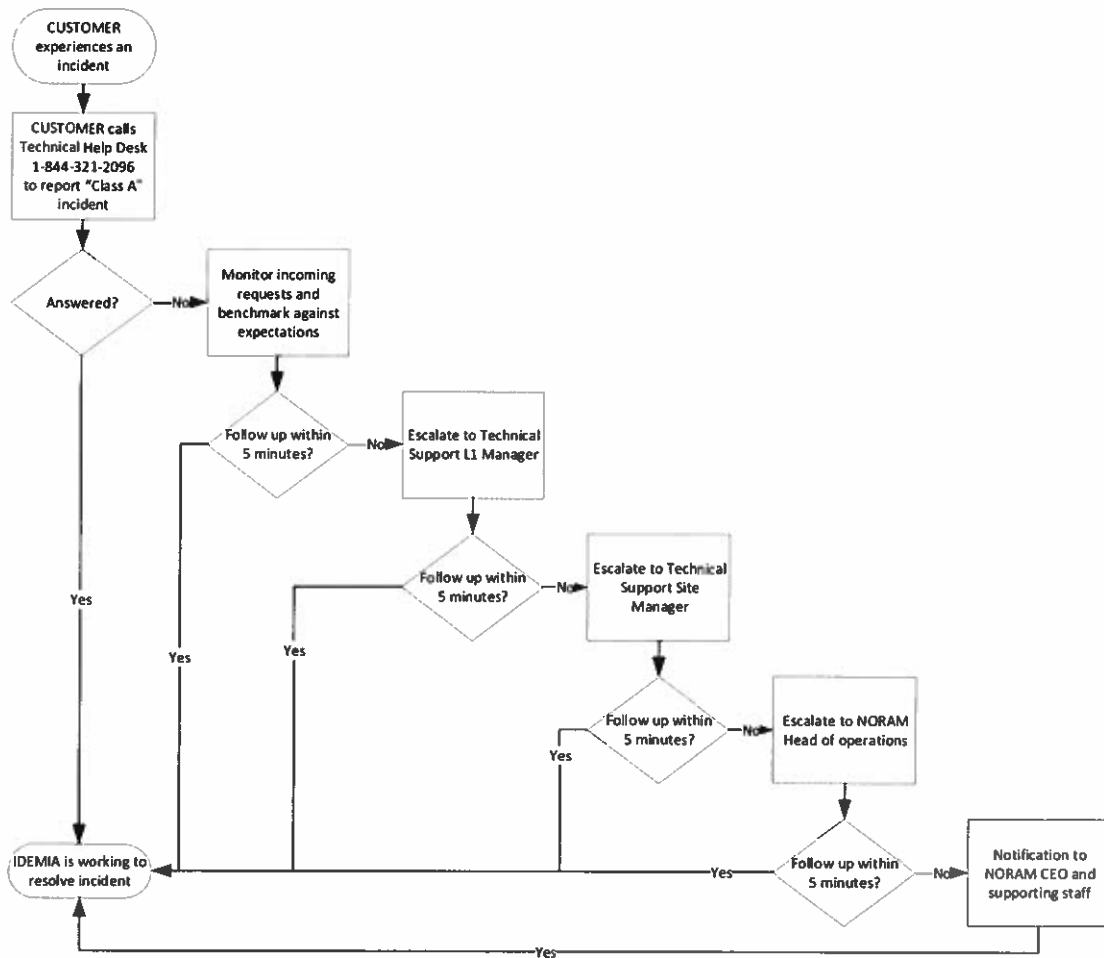 CUSTOMER
experiences an
incident
CUSTOMER calls
Technical Help Desk
1-844-321-2096
to report "Class A"
incident
Answered?
No
Monitor incoming
requests and
benchmark against
expectations
Follow up within
5 minutes?
No
Escalate to Technical
Support L1 Manager
Yes
Follow up within
5 minutes?
No
Escalate to Technical
Support Site
Manager
Yes
Yes
Follow up within
5 minutes?
No
Escalate to NORAM
Head of operations
Yes
IDEMIA is working to
resolve incident
Yes
Follow up within
5 minutes?
No
Notification to
NORAM CEO and
supporting staff
Yes